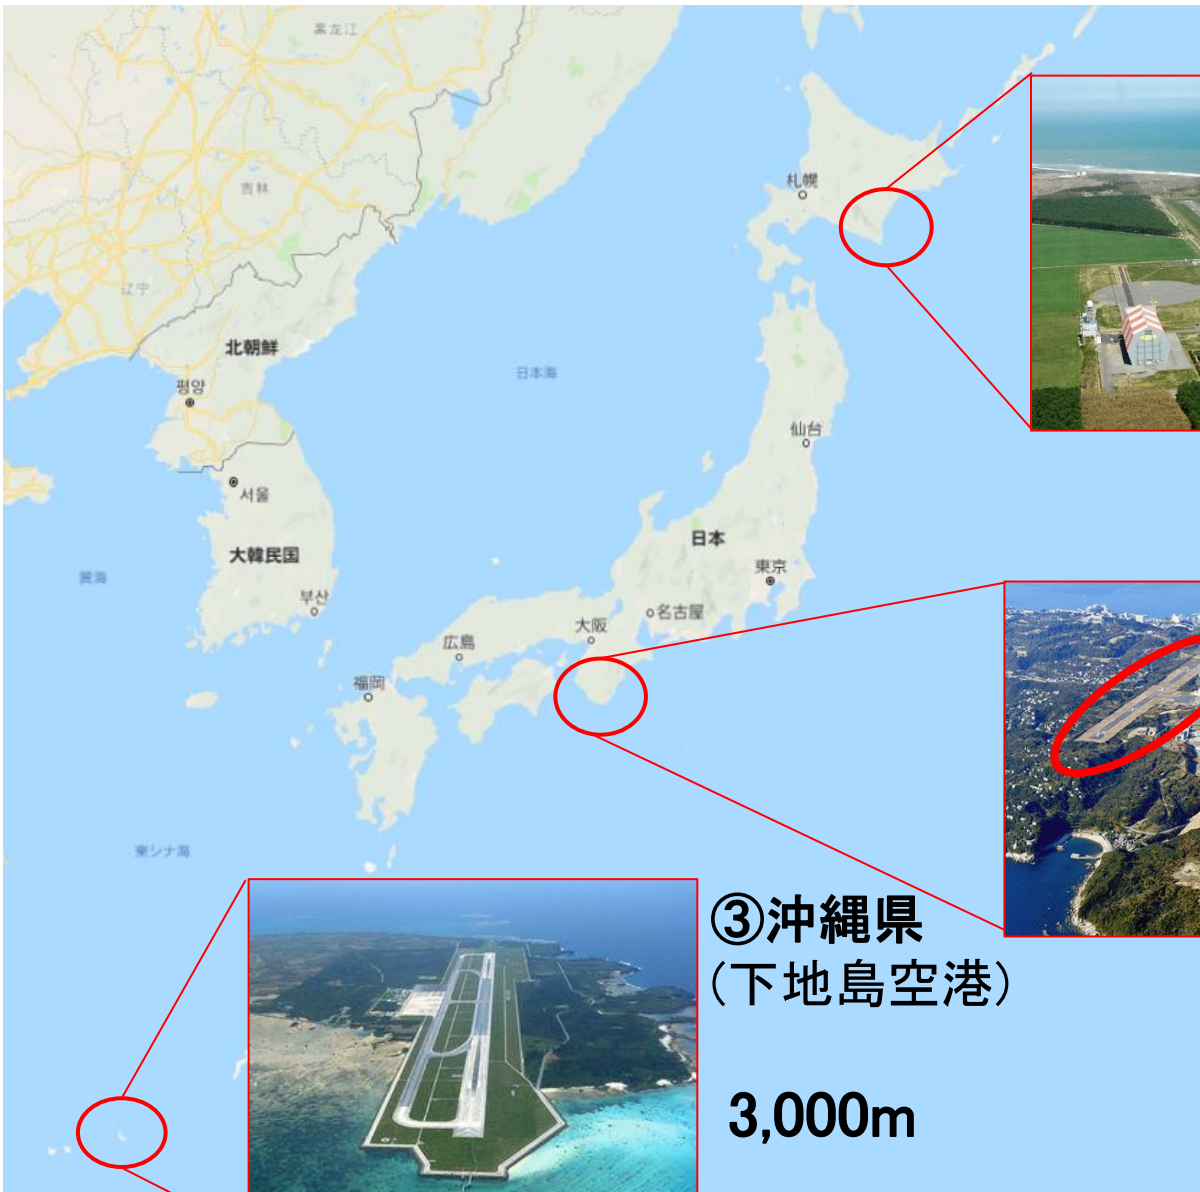 黑龙江
吉林
札幌
辽宁
北朝鮮
日本海
평양
仙台
서울
日本
大韓民国
東京
黄海
부산
名古屋
大阪
広島
福岡
東シナ海
③沖縄県
（下地島空港）
3,000m